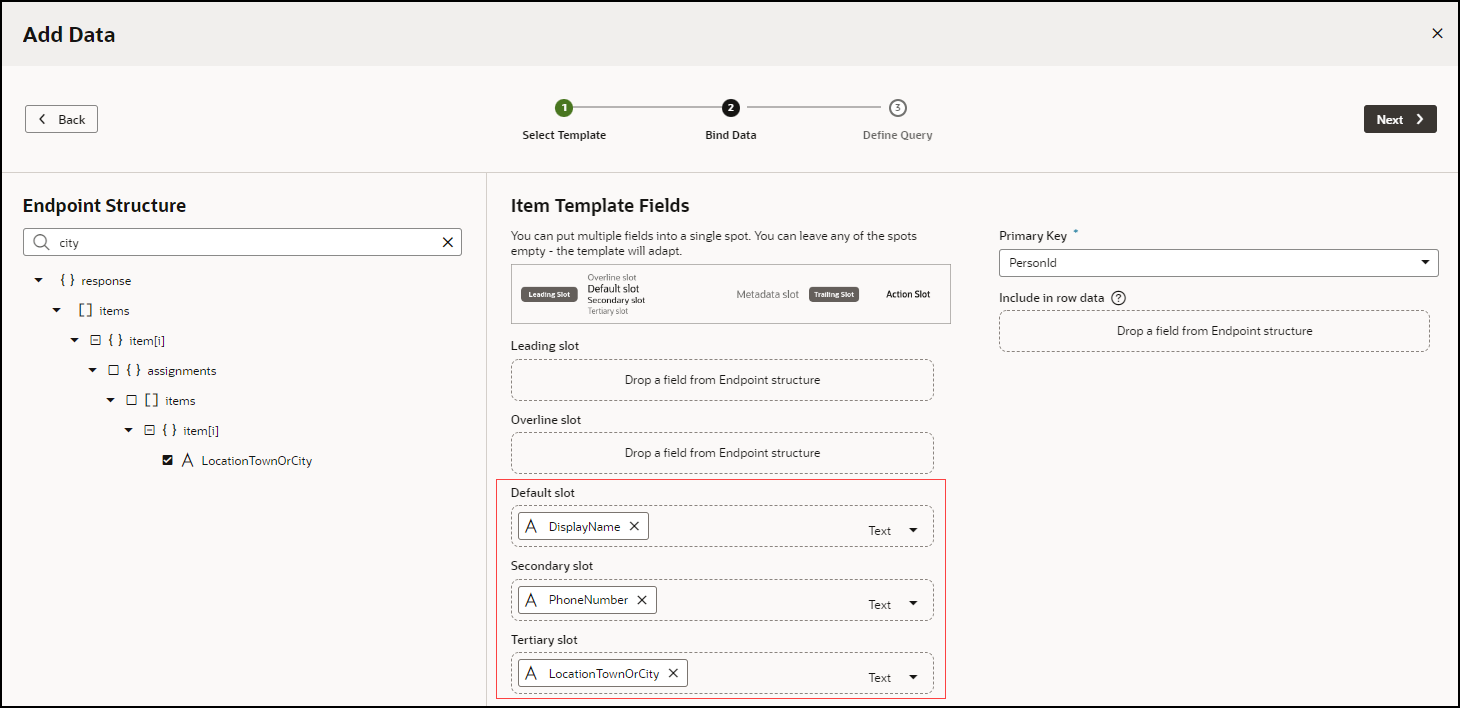 Add Data
Back
1
2
3
Select Template
Bind Data
Define Query
Next
Endpoint Structure
city
{ } response
[ ] items
{ } item[i]
{ } assignments
[ ] items
{ } item[i]
A LocationTownOrCity
Item Template Fields
You can put multiple fields into a single spot. You can leave any of the spots
empty - the template will adapt.
Leading Slot
Overline slot
Default slot
Secondary slot
Tertiary slot
Metadata slot
Trailing Slot
Action Slot
Leading slot
Drop a field from Endpoint structure
Overline slot
Drop a field from Endpoint structure
Default slot
A DisplayName
Text
Secondary slot
A PhoneNumber
Text
Tertiary slot
A LocationTownOrCity
Text
Primary Key *
PersonId
Include in row data ?
Drop a field from Endpoint structure